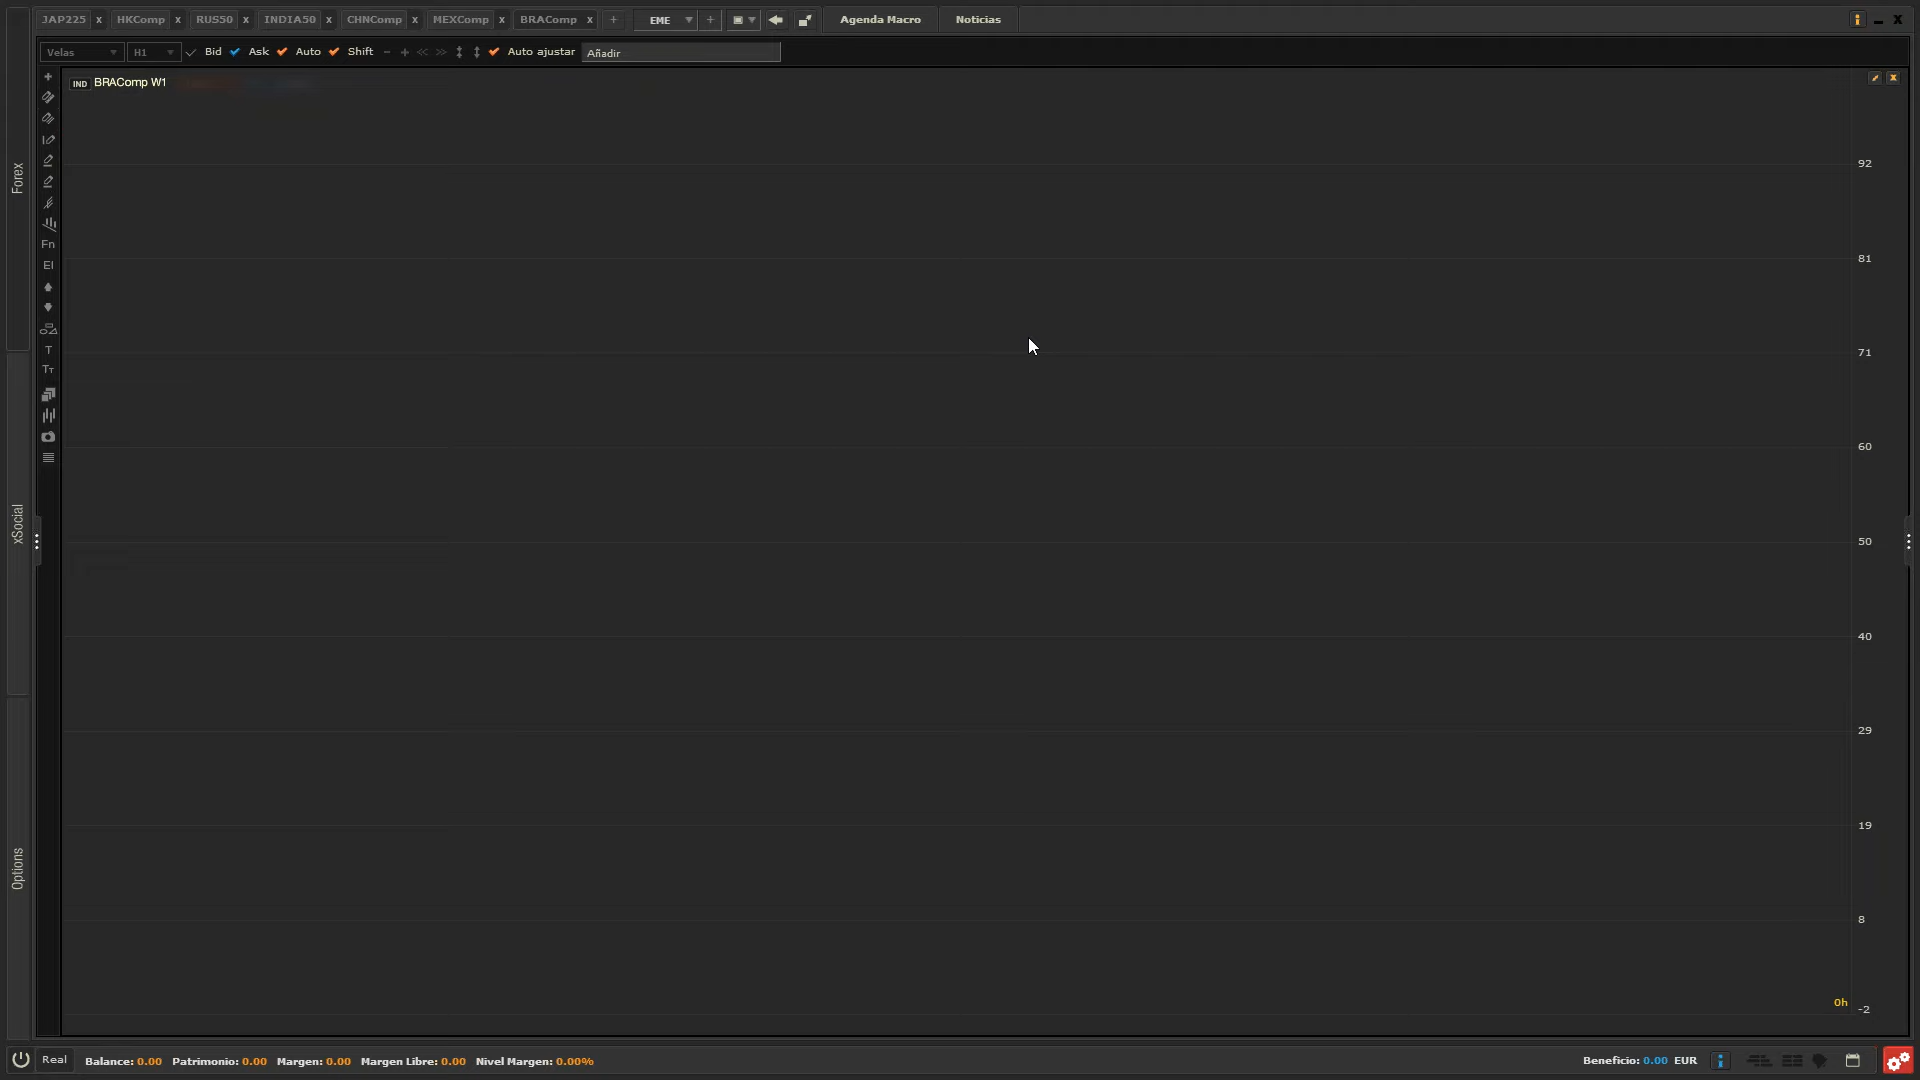 JAP225 x HKComp x RUS50 x INDIA50 x CHNComp x MEXComp x BRAComp x + EME + Agenda Macro Noticias
Velas H1 Bid Ask Auto Shift - + << >> Auto ajustar Añadir
IND BRAComp W1
Forex
xSocial
Options
Fn
El
T
TT
92
81
71
60
50
40
29
19
8
0h
-2
Real Balance: 0.00 Patrimonio: 0.00 Margen: 0.00 Margen Libre: 0.00 Nivel Margen: 0.00% Beneficio: 0.00 EUR